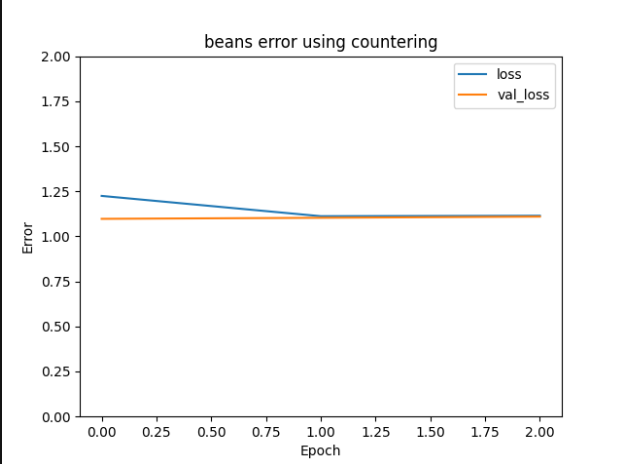 beans error using countering
2.00
1.75
1.50
1.25
1.00
0.75
0.50
0.25
0.00
Error
loss
val_loss
0.00 0.25 0.50 0.75 1.00 1.25 1.50 1.75 2.00
Epoch